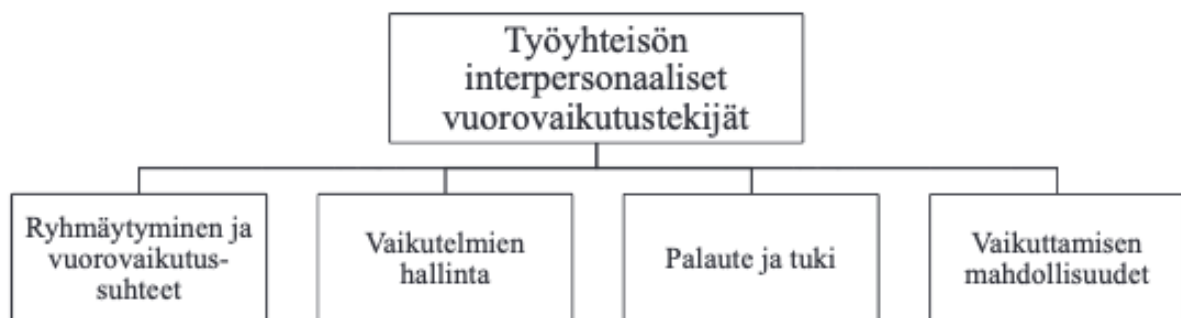 Työyhteisön
interpersonaaliset
vuorovaikutustekijät
Ryhmäytyminen ja
vuorovaikutus-
suhteet
Vaikutelmien
hallinta
Palaute ja tuki
Vaikuttamisen
mahdollisuudet